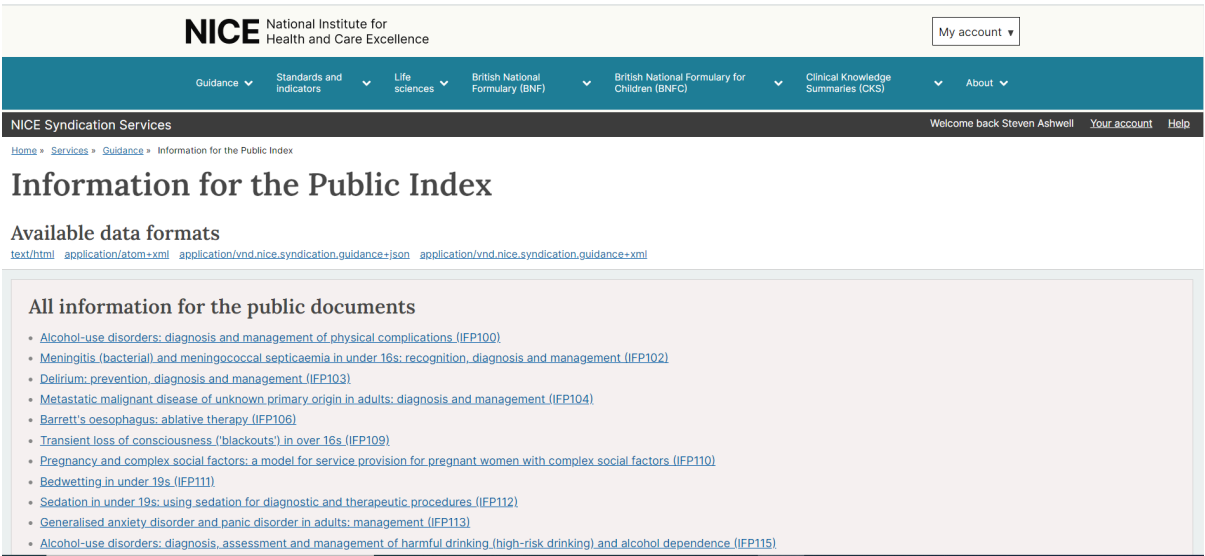 NICE National Institute for
Health and Care Excellence
My account ▾
Guidance
Standards and
indicators
Life
sciences
British National
Formulary (BNF)
British National Formulary for
Children (BNFC)
Clinical Knowledge
Summaries (CKS)
About
NICE Syndication Services
Welcome back Steven Ashwell Your account Help
Home » Services » Guidance » Information for the Public Index
Information for the Public Index
Available data formats
text/html application/atom+xml application/vnd.nice.syndication.guidance+json application/vnd.nice.syndication.guidance+xml
All information for the public documents
• Alcohol-use disorders: diagnosis and management of physical complications (IFP100)
• Meningitis (bacterial) and meningococcal septicaemia in under 16s: recognition, diagnosis and management (IFP102)
• Delirium: prevention, diagnosis and management (IFP103)
• Metastatic malignant disease of unknown primary origin in adults: diagnosis and management (IFP104)
• Barrett's oesophagus: ablative therapy (IFP106)
• Transient loss of consciousness ('blackouts') in over 16s (IFP109)
• Pregnancy and complex social factors: a model for service provision for pregnant women with complex social factors (IFP110)
• Bedwetting in under 19s (IFP111)
• Sedation in under 19s: using sedation for diagnostic and therapeutic procedures (IFP112)
• Generalised anxiety disorder and panic disorder in adults: management (IFP113)
• Alcohol-use disorders: diagnosis, assessment and management of harmful drinking (high-risk drinking) and alcohol dependence (IFP115)